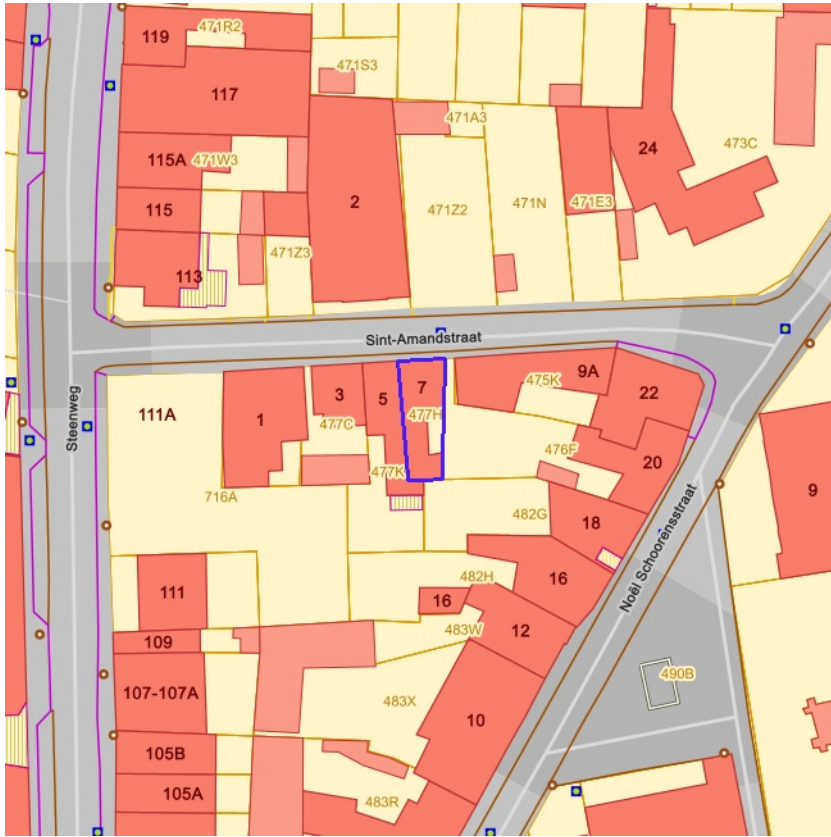 119
471R2
471S3
117
471A3
115A
471W3
24
473C
2
115
471Z2
471N
471E3
471Z3
113
Sint-Amandstraat
Steenweg
111A
1
3
5
7
475K
9A
22
477C
477H
477K
476F
20
716A
482G
18
9
111
482H
16
16
Noël Schoorensstraat
109
483W
12
107-107A
483X
10
490B
105B
105A
483R